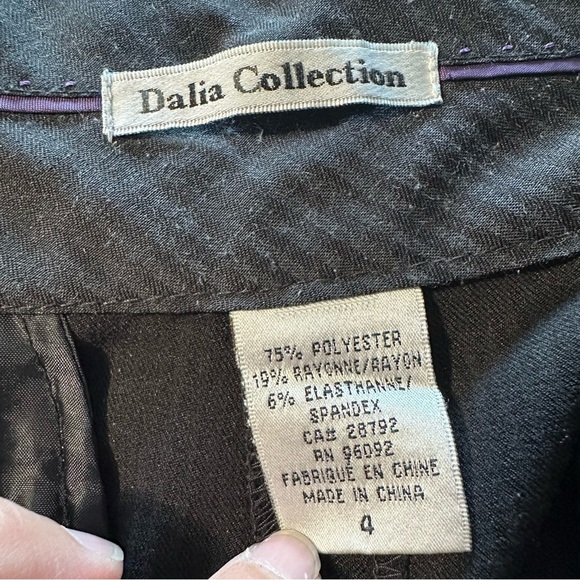 Dalia Collection
75% POLYESTER
19% RAYONNE/RAYON
6% ELASTHANNE/
SPANDEX
CA# 28792
RN 96092
FABRIQUÉ EN CHINE
MADE IN CHINA
4